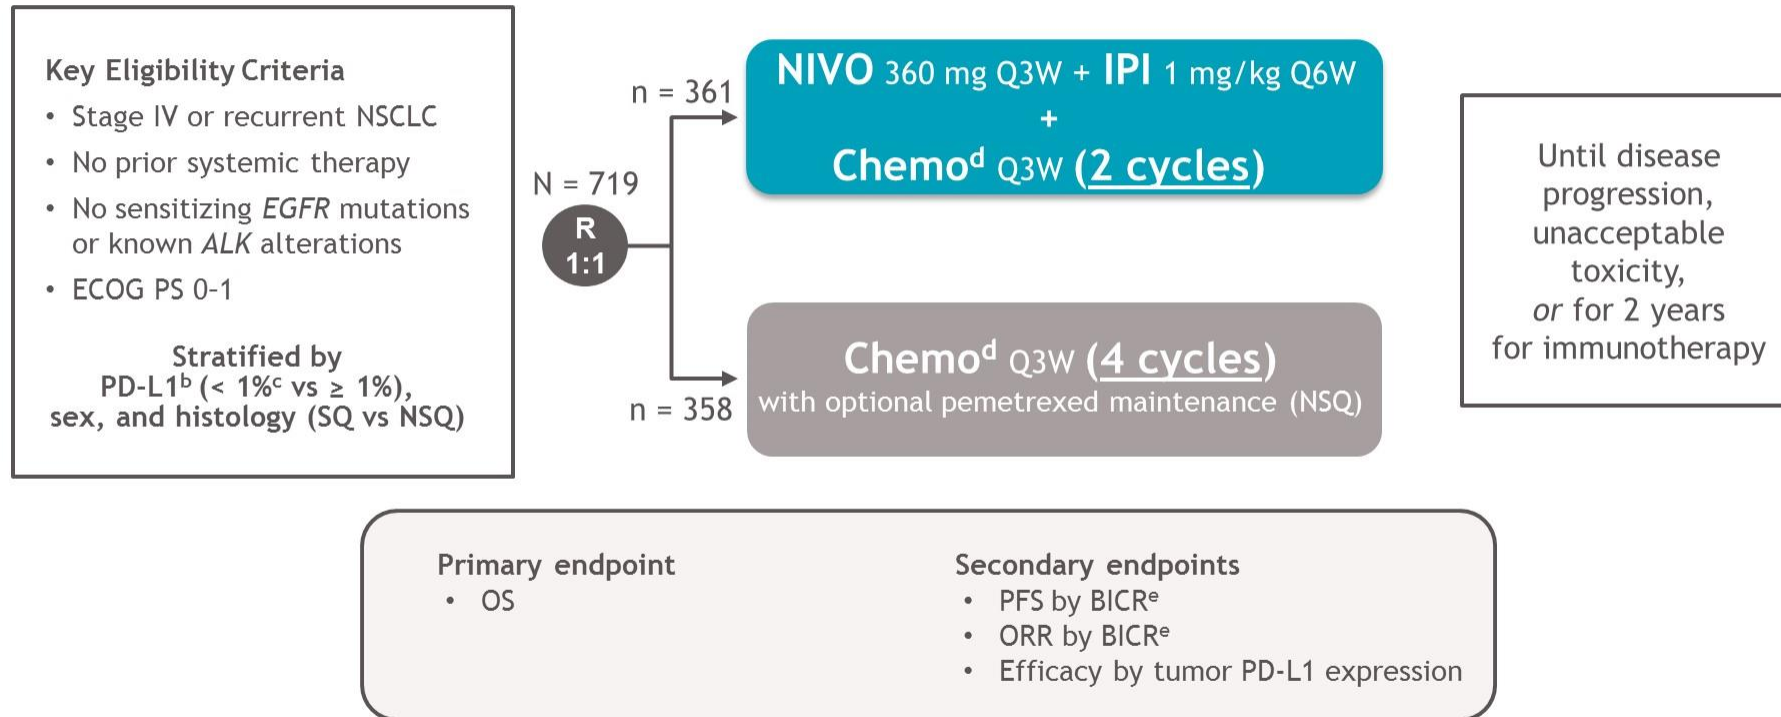 Key Eligibility Criteria
• Stage IV or recurrent NSCLC
• No prior systemic therapy
• No sensitizing EGFR mutations
or known ALK alterations
• ECOG PS 0–1
Stratified by
PD-L1ᵇ (< 1%ᶜ vs ≥ 1%),
sex, and histology (SQ vs NSQ)
N = 719
R
1:1
n = 361
NIVO 360 mg Q3W + IPI 1 mg/kg Q6W
+
Chemoᵈ Q3W (2 cycles)
n = 358
Chemoᵈ Q3W (4 cycles)
with optional pemetrexed maintenance (NSQ)
Until disease
progression,
unacceptable
toxicity,
or for 2 years
for immunotherapy
Primary endpoint
• OS
Secondary endpoints
• PFS by BICRᵉ
• ORR by BICRᵉ
• Efficacy by tumor PD-L1 expression